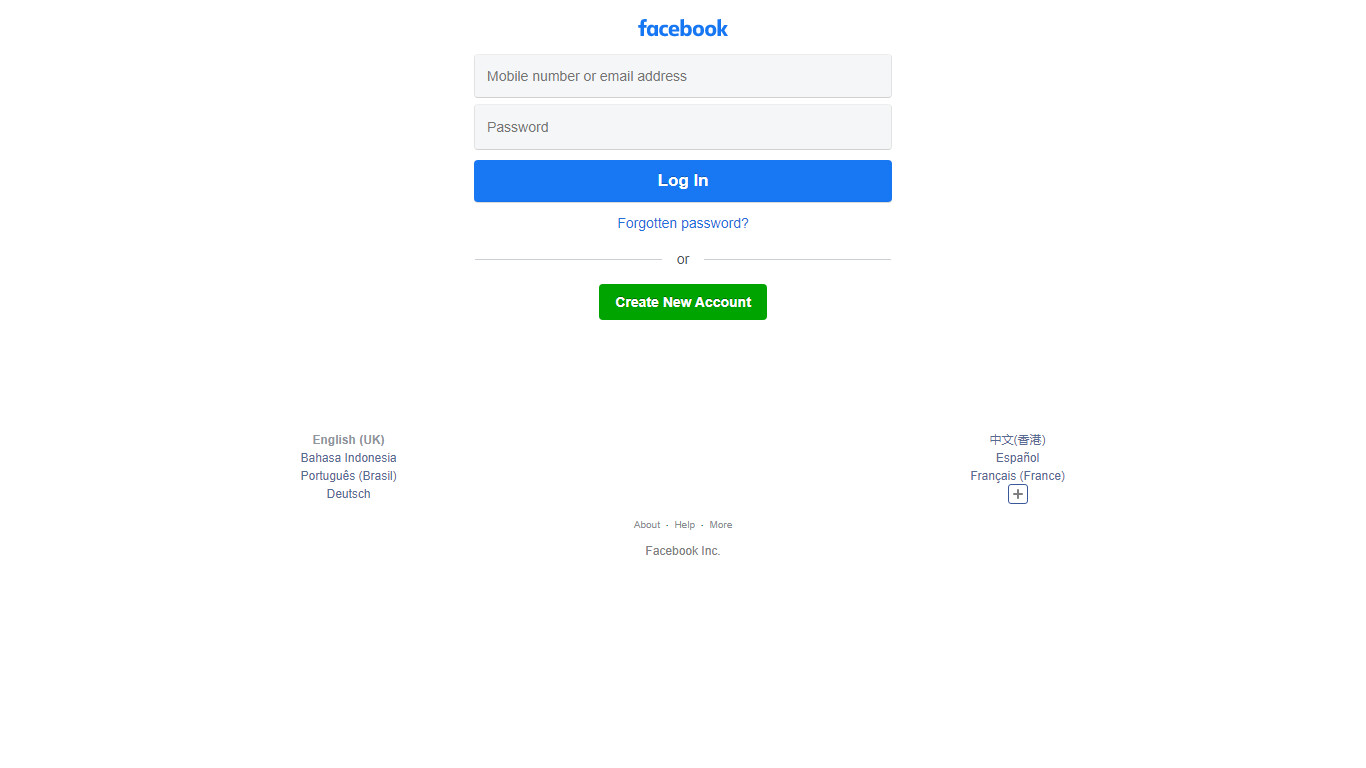 facebook
Mobile number or email address
Password
Log In
Forgotten password?
or
Create New Account
English (UK)
Bahasa Indonesia
Português (Brasil)
Deutsch
中文(香港)
Español
Français (France)
About · Help · More
Facebook Inc.